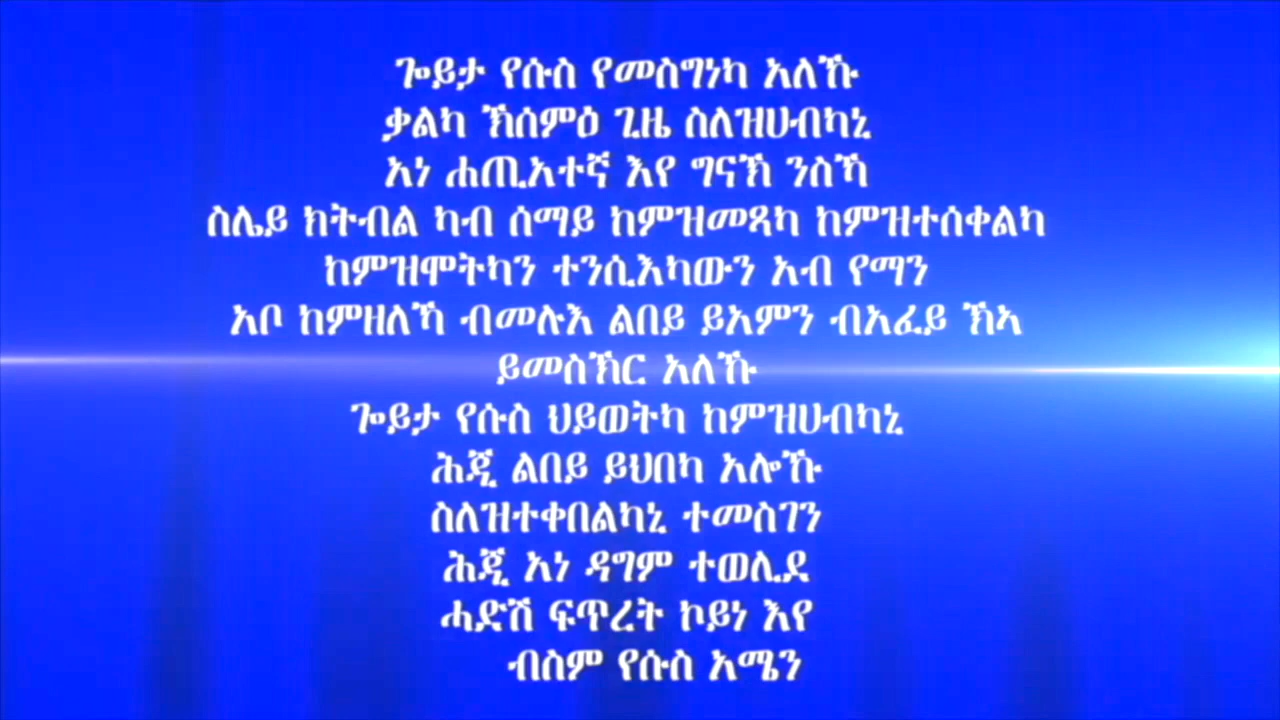 ጐይታ የሱስ የመስግነካ አለኹ
ቃልካ ኽሰምዕ ጊዜ ስለዝሀብካኒ
አነ ሐጢአተኛ እየ ግናኽ ንስኻ
ስሌይ ክትብል ካብ ሰማይ ከምዝመጻካ ከምዝተሰቀልካ
ከምዝሞትካን ተንሲእካውን አብ የማን
አቦ ከምዘለኻ ብመሉእ ልበይ ይአምን ብአፈይ ኽኣ
ይመስኽር አለኹ
ጐይታ የሱስ ህይወትካ ከምዝሀብካኒ
ሕጂ ልበይ ይህበካ አሎኹ
ስለዝተቀበልካኒ ተመስገን
ሕጂ አነ ዳግም ተወሊደ
ሓድሽ ፍጥረት ኮይነ እየ
ብስም የሱስ አሜን